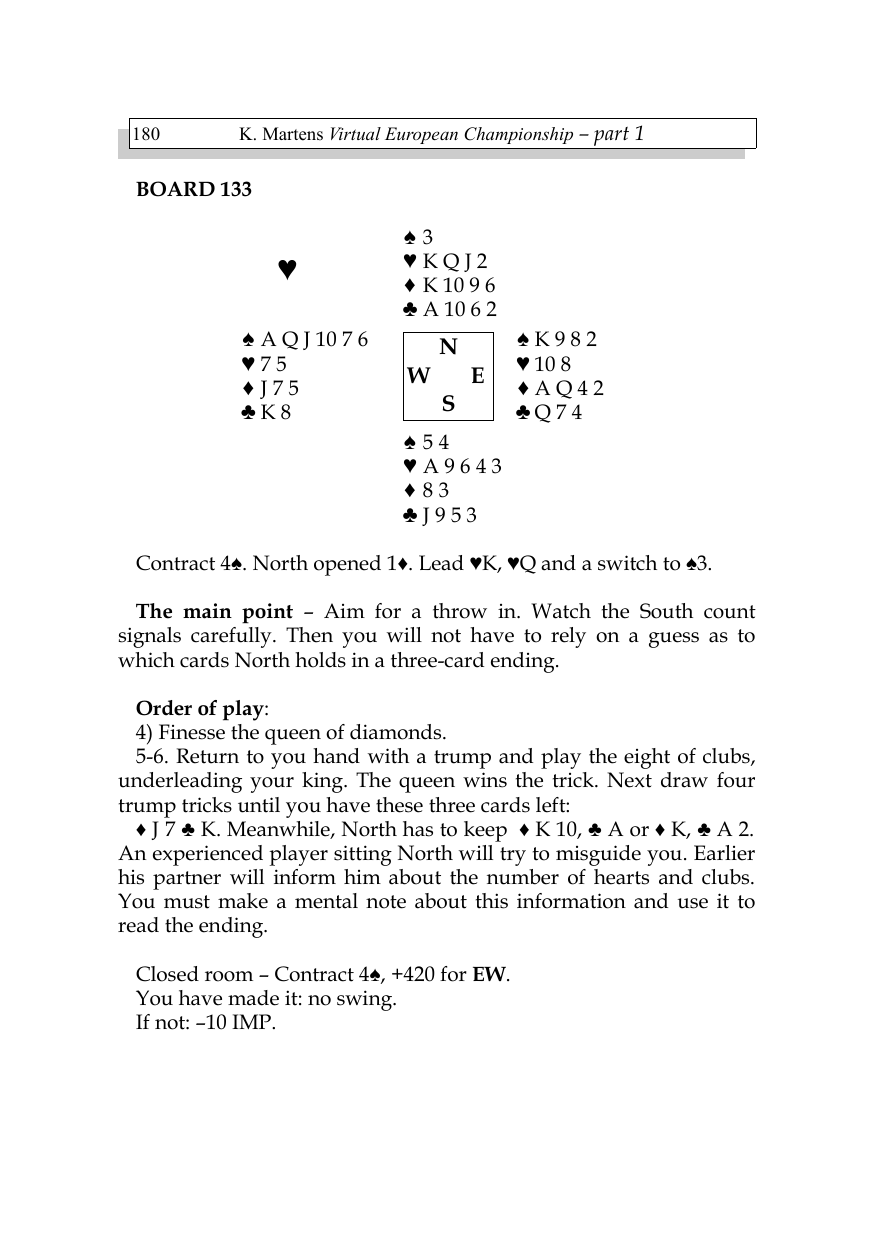 180 K. Martens Virtual European Championship – part 1
BOARD 133
♠ 3
♥ K Q J 2
♦ K 10 9 6
♣ A 10 6 2
♥
♠ A Q J 10 7 6
♥ 7 5
♦ J 7 5
♣ K 8
N
W E
S
♠ K 9 8 2
♥ 10 8
♦ A Q 4 2
♣ Q 7 4
♠ 5 4
♥ A 9 6 4 3
♦ 8 3
♣ J 9 5 3
Contract 4♠. North opened 1♦. Lead ♥K, ♥Q and a switch to ♠3.
The main point – Aim for a throw in. Watch the South count
signals carefully. Then you will not have to rely on a guess as to
which cards North holds in a three-card ending.
Order of play:
4) Finesse the queen of diamonds.
5-6. Return to you hand with a trump and play the eight of clubs,
underleading your king. The queen wins the trick. Next draw four
trump tricks until you have these three cards left:
♦ J 7 ♣ K. Meanwhile, North has to keep ♦ K 10, ♣ A or ♦ K, ♣ A 2.
An experienced player sitting North will try to misguide you. Earlier
his partner will inform him about the number of hearts and clubs.
You must make a mental note about this information and use it to
read the ending.
Closed room – Contract 4♠, +420 for EW.
You have made it: no swing.
If not: –10 IMP.